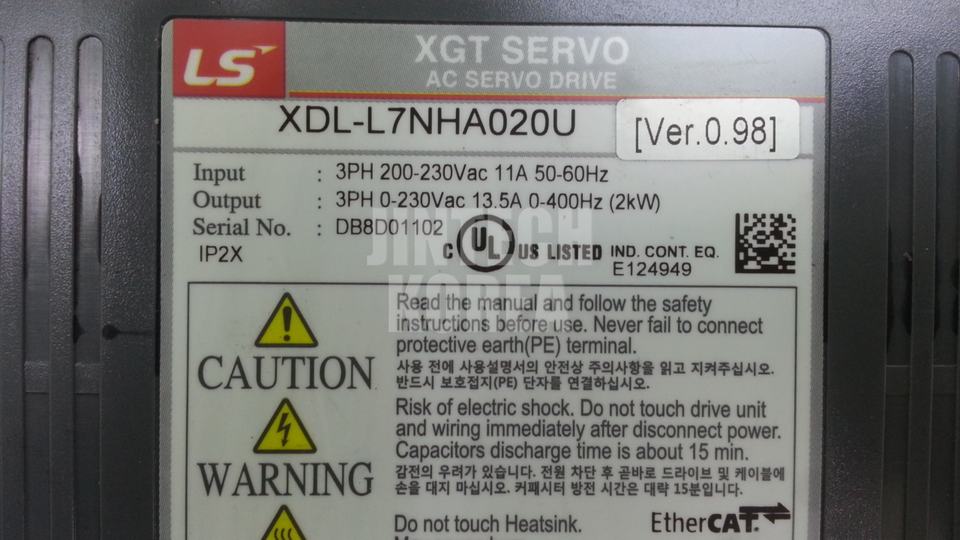 LS
XGT SERVO
AC SERVO DRIVE
XDL-L7NHA020U
[Ver.0.98]
Input : 3PH 200-230Vac 11A 50-60Hz
Output : 3PH 0-230Vac 13.5A 0-400Hz (2kW)
Serial No. : DB8D01102
IP2X
C UL US LISTED IND. CONT. EQ.
E124949
JINTECH
KOREA
CAUTION
Read the manual and follow the safety
instructions before use. Never fail to connect
protective earth(PE) terminal.
사용 전에 사용설명서의 안전상 주의사항을 읽고 지켜주십시오.
반드시 보호접지(PE) 단자를 연결하십시오.
WARNING
Risk of electric shock. Do not touch drive unit
and wiring immediately after disconnect power.
Capacitors discharge time is about 15 min.
감전의 우려가 있습니다. 전원 차단 후 곧바로 드라이브 및 케이블에
손을 대지 마십시오. 커패시터 방전 시간은 대략 15분입니다.
Do not touch Heatsink.
EtherCAT